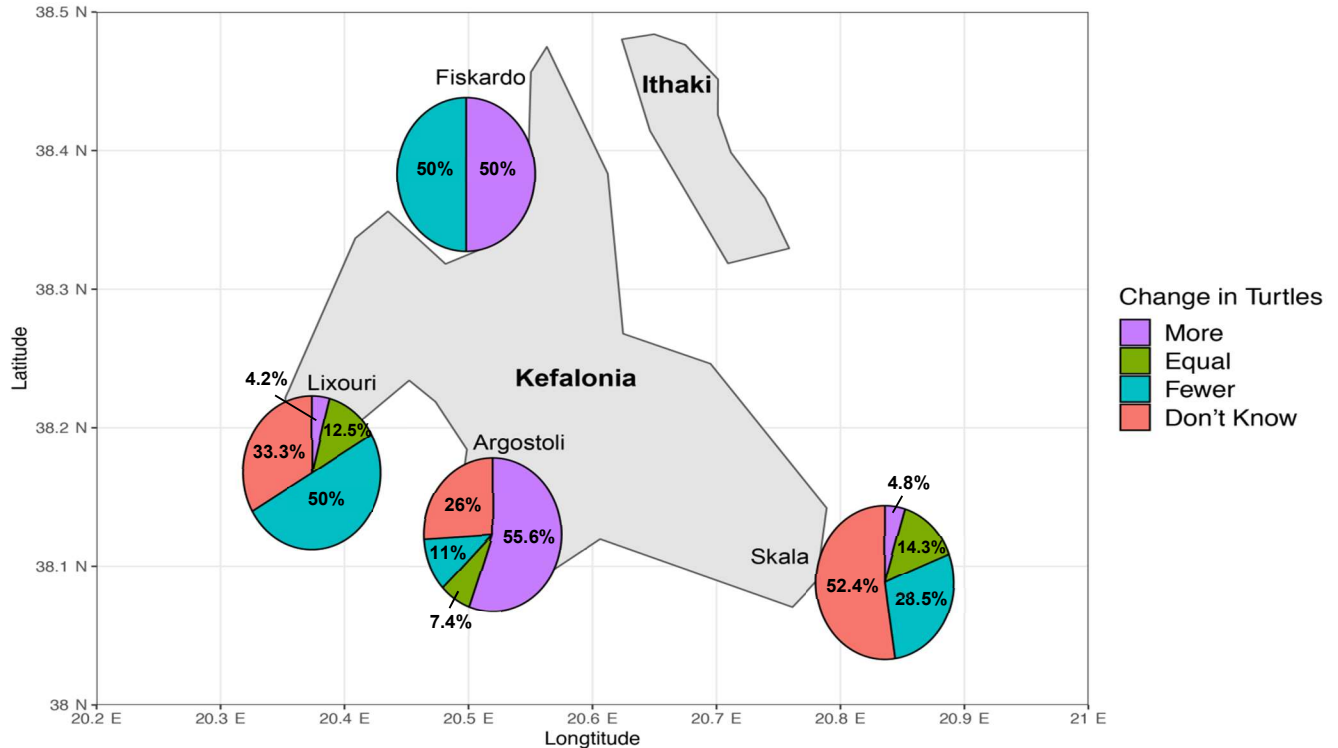 38.5 N
Fiskardo
Ithaki
38.4 N
50%
50%
38.3 N
Change in Turtles
More
Equal
Fewer
Don't Know
Latitude
Kefalonia
4.2%
Lixouri
38.2 N
12.5%
33.3%
50%
Argostoli
26%
55.6%
11%
7.4%
4.8%
Skala
14.3%
52.4%
28.5%
38.1 N
38 N
20.2 E
20.3 E
20.4 E
20.5 E
20.6 E
20.7 E
20.8 E
20.9 E
21 E
Longtitude